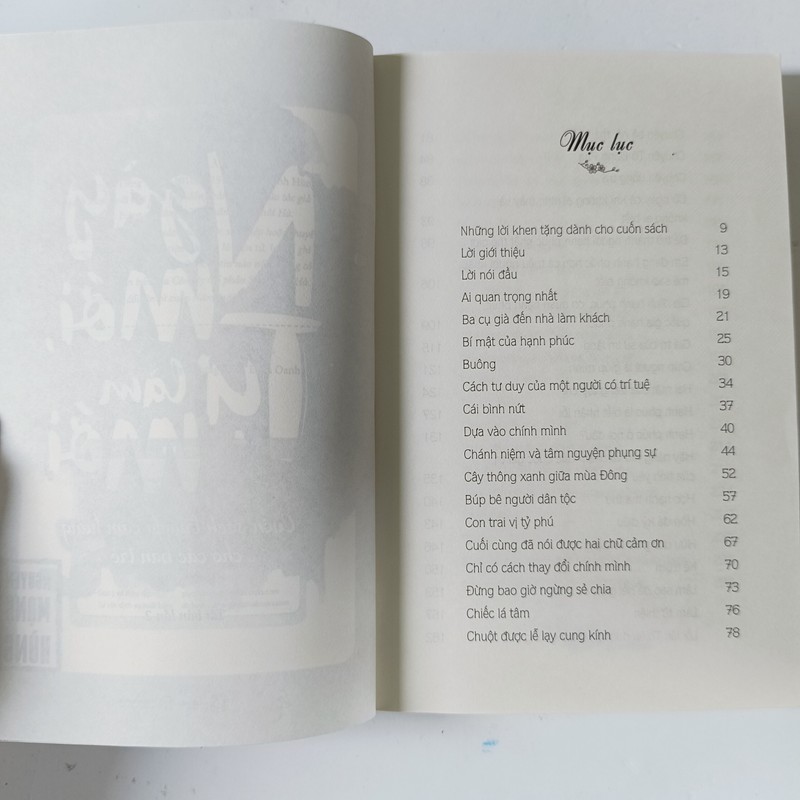 Ngày
mới,
Tư
làm
mới
Mục lục
Những lời khen tặng dành cho cuốn sách 9
Lời giới thiệu 13
Lời nói đầu 15
Ai quan trọng nhất 19
Ba cụ già đến nhà làm khách 21
Bí mật của hạnh phúc 25
Buông 30
Cách tư duy của một người có trí tuệ 34
Cái bình nứt 37
Dựa vào chính mình 40
Chánh niệm và tâm nguyện phụng sự 44
Cây thông xanh giữa mùa Đông 52
Búp bê người dân tộc 57
Con trai vị tỷ phú 62
Cuối cùng đã nói được hai chữ cảm ơn 67
Chỉ có cách thay đổi chính mình 70
Đừng bao giờ ngừng sẻ chia 73
Chiếc lá tâm 76
Chuột được lễ lạy cung kính 78